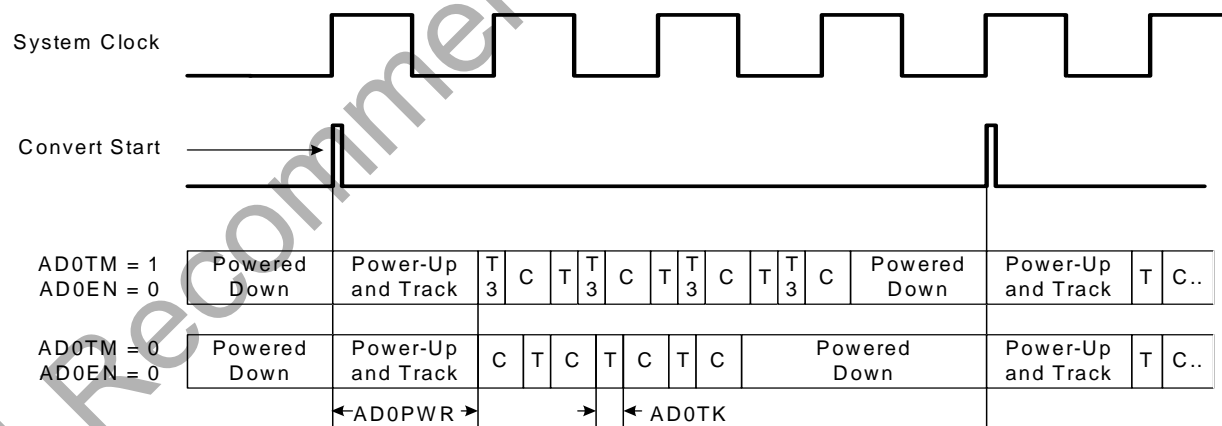 System Clock
Convert Start
AD0TM = 1
AD0EN = 0
Powered
Down
Power-Up
and Track
T
3
C
T
T
3
C
T
T
3
C
T
T
3
C
Powered
Down
Power-Up
and Track
T
C..
AD0TM = 0
AD0EN = 0
Powered
Down
Power-Up
and Track
C
T
C
T
C
T
C
Powered
Down
Power-Up
and Track
T
C..
AD0PWR
AD0TK
Recomme